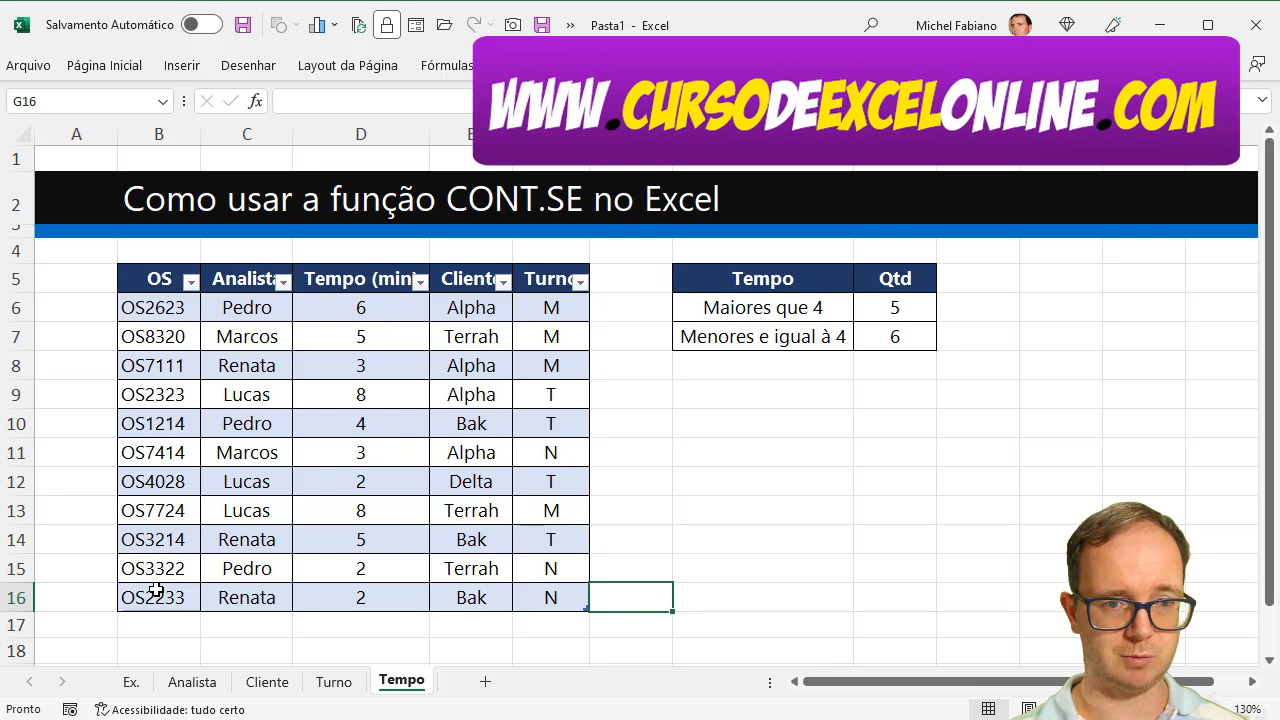 Salvamento Automático
Pasta1 - Excel
Michel Fabiano
Arquivo Página Inicial Inserir Desenhar Layout da Página Fórmulas
WWW.CURSODEEXCELONLINE.COM
G16
fx
A B C D
1
2 Como usar a função CONT.SE no Excel
4
5 OS Analista Tempo (min Cliente Turno Tempo Qtd
6 OS2623 Pedro 6 Alpha M Maiores que 4 5
7 OS8320 Marcos 5 Terrah M Menores e igual à 4 6
8 OS7111 Renata 3 Alpha M
9 OS2323 Lucas 8 Alpha T
10 OS1214 Pedro 4 Bak T
11 OS7414 Marcos 3 Alpha N
12 OS4028 Lucas 2 Delta T
13 OS7724 Lucas 8 Terrah M
14 OS3214 Renata 5 Bak T
15 OS3322 Pedro 2 Terrah N
16 OS2233 Renata 2 Bak N
17
18
Ex. Analista Cliente Turno Tempo
Pronto Acessibilidade: tudo certo 130%